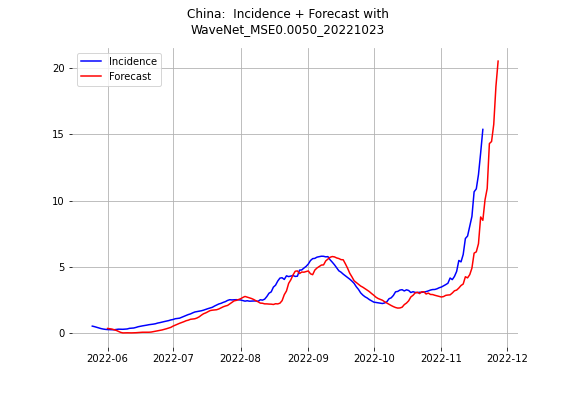 China:  Incidence + Forecast with
WaveNet_MSE0.0050_20221023
Incidence
Forecast
20
15
10
5
0
2022-06 2022-07 2022-08 2022-09 2022-10 2022-11 2022-12